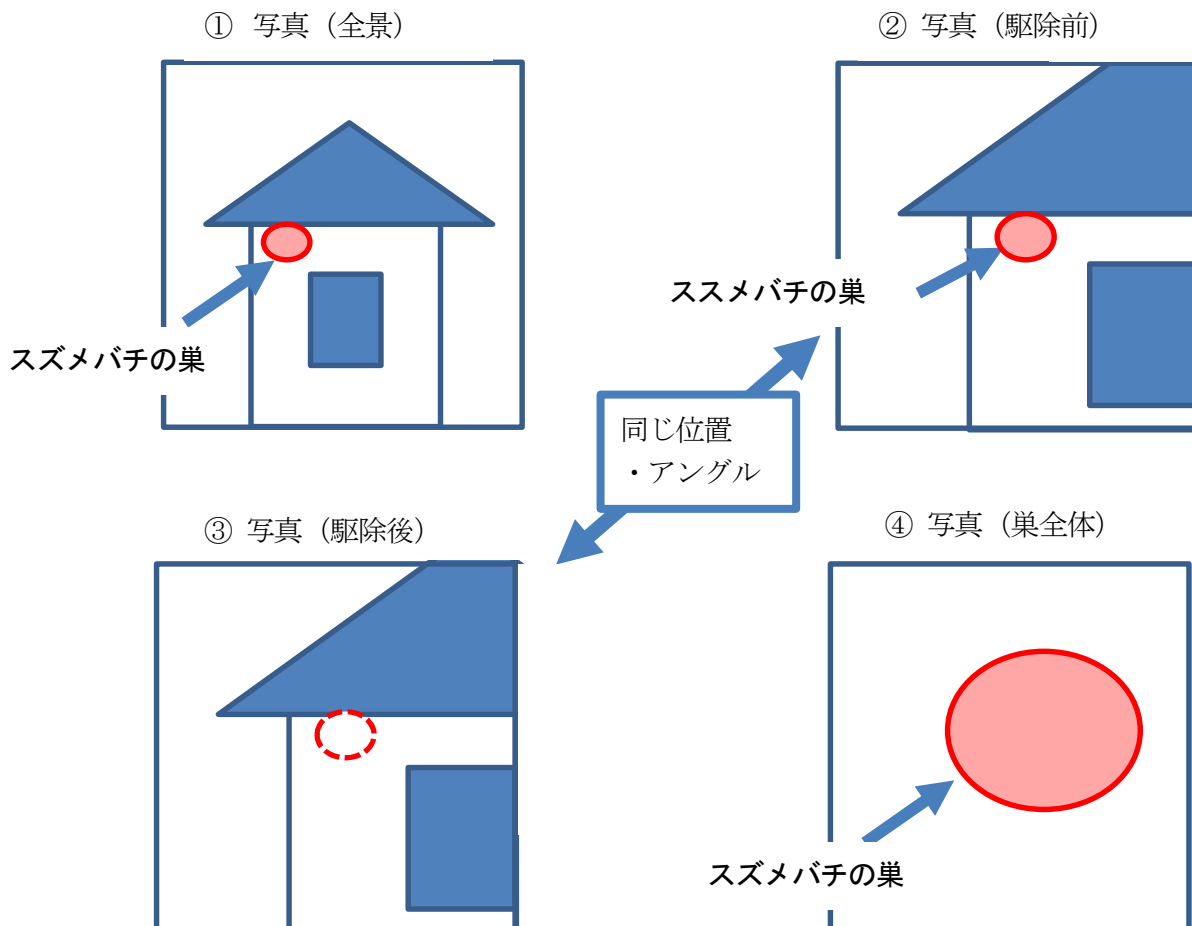 ① 写真（全景）
② 写真（駆除前）
スズメバチの巣
ススメバチの巣
同じ位置
・アングル
③ 写真（駆除後）
④ 写真（巣全体）
スズメバチの巣